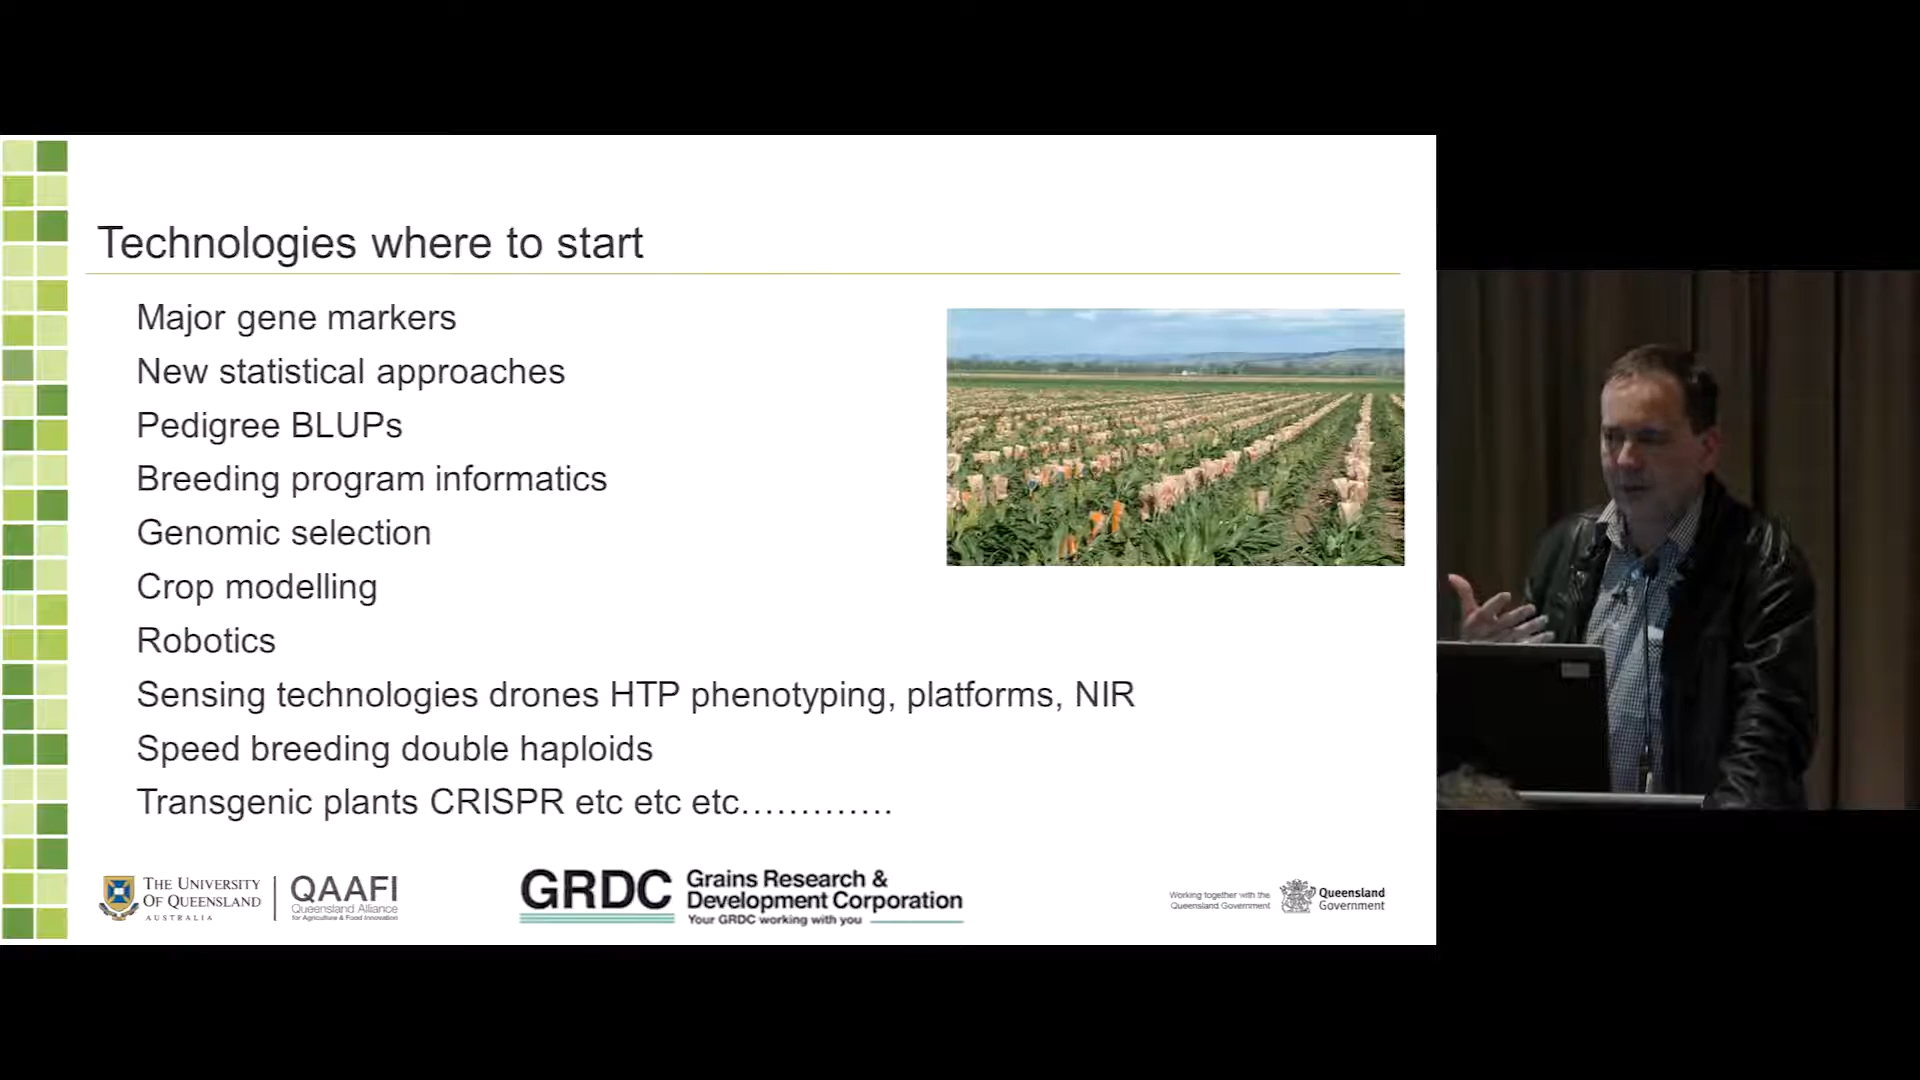 Technologies where to start
Major gene markers
New statistical approaches
Pedigree BLUPs
Breeding program informatics
Genomic selection
Crop modelling
Robotics
Sensing technologies drones HTP phenotyping, platforms, NIR
Speed breeding double haploids
Transgenic plants CRISPR etc etc etc………….
THE UNIVERSITY
OF QUEENSLAND
AUSTRALIA
QAAFI
Queensland Alliance
for Agriculture & Food Innovation
GRDC
Grains Research &
Development Corporation
Your GRDC working with you
Working together with the
Queensland Government
Queensland
Government